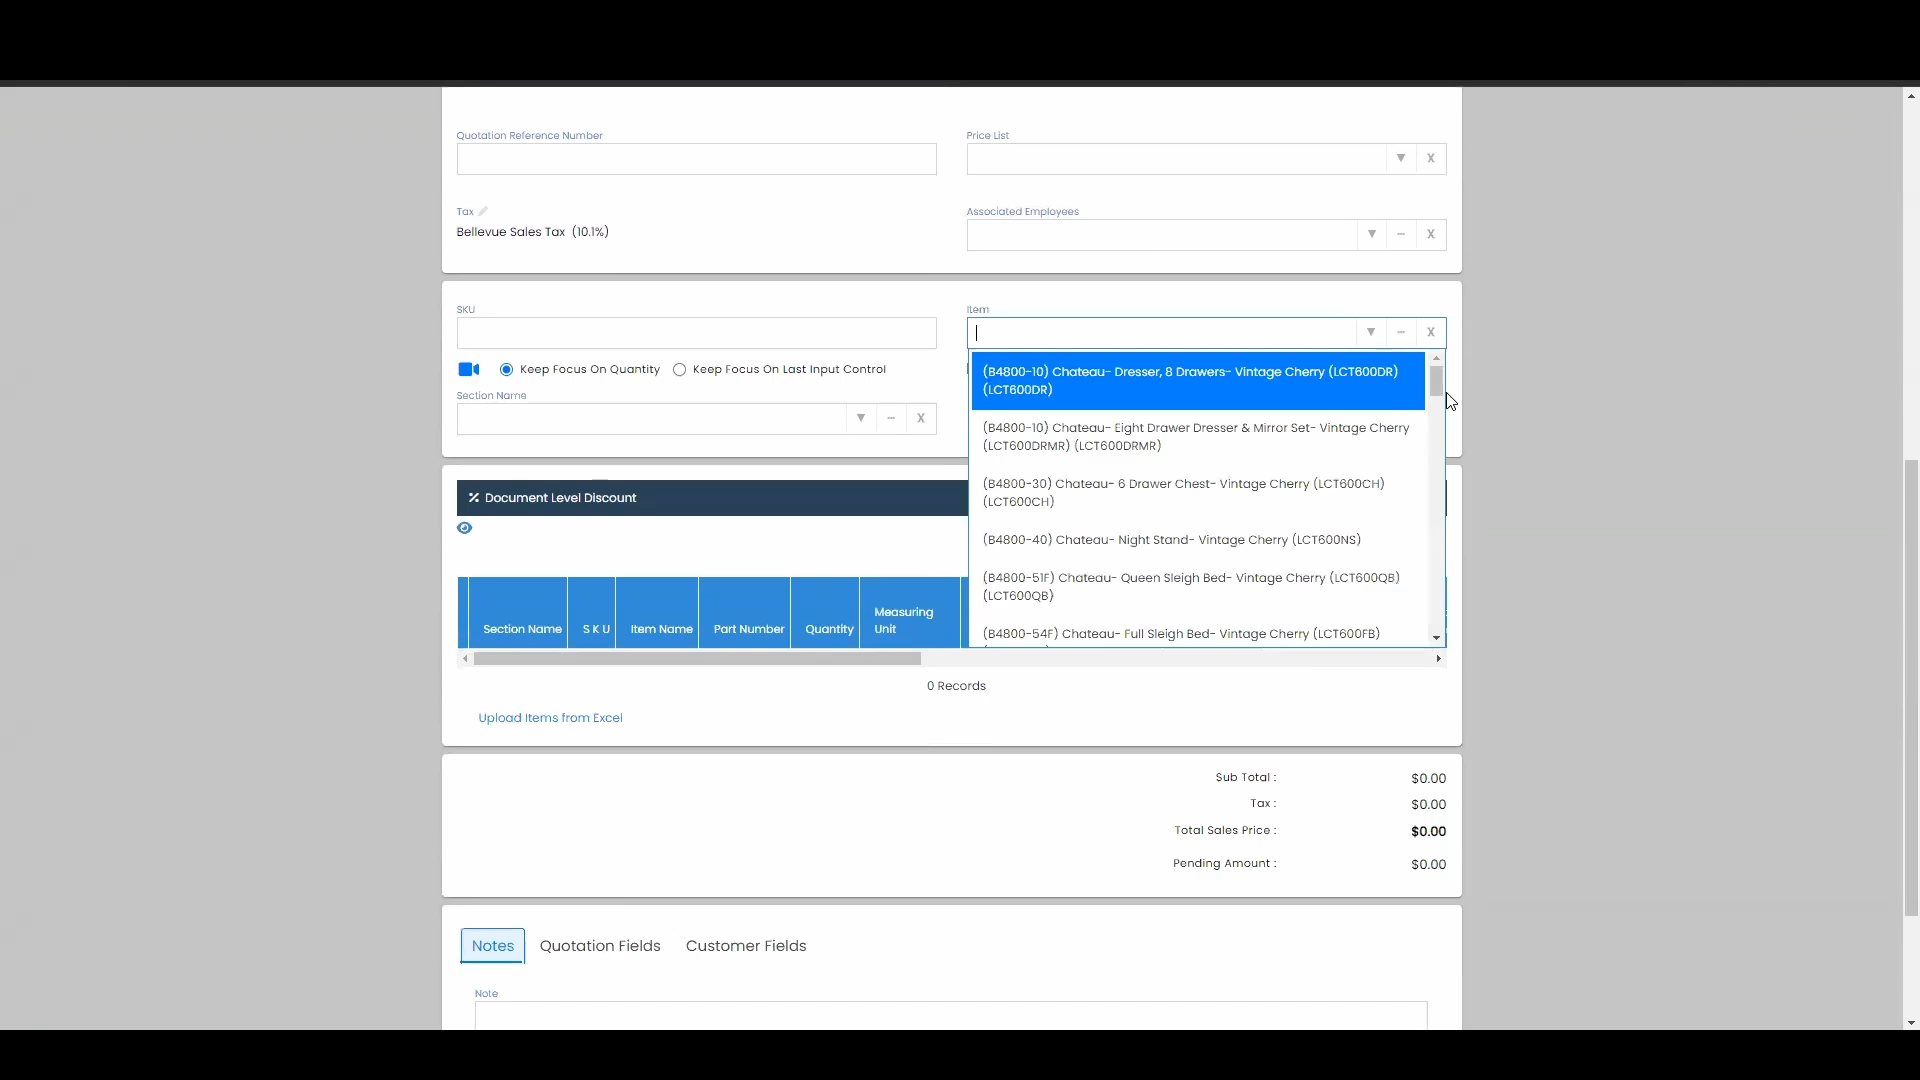 Quotation Reference Number
Price List
X
Tax
Bellevue Sales Tax (10.1%)
Associated Employees
X
SKU
Item
X
Keep Focus On Quantity
Keep Focus On Last Input Control
Section Name
X
(B4800-10) Chateau- Dresser, 8 Drawers- Vintage Cherry (LCT600DR)
(LCT600DR)
(B4800-10) Chateau- Eight Drawer Dresser & Mirror Set- Vintage Cherry
(LCT600DRMR) (LCT600DRMR)
(B4800-30) Chateau- 6 Drawer Chest- Vintage Cherry (LCT600CH)
(LCT600CH)
(B4800-40) Chateau- Night Stand- Vintage Cherry (LCT600NS)
(B4800-51F) Chateau- Queen Sleigh Bed- Vintage Cherry (LCT600QB)
(LCT600QB)
(B4800-54F) Chateau- Full Sleigh Bed- Vintage Cherry (LCT600FB)
% Document Level Discount
Section Name
S K U
Item Name
Part Number
Quantity
Measuring
Unit
0 Records
Upload Items from Excel
Sub Total : $0.00
Tax : $0.00
Total Sales Price : $0.00
Pending Amount : $0.00
Notes
Quotation Fields
Customer Fields
Note